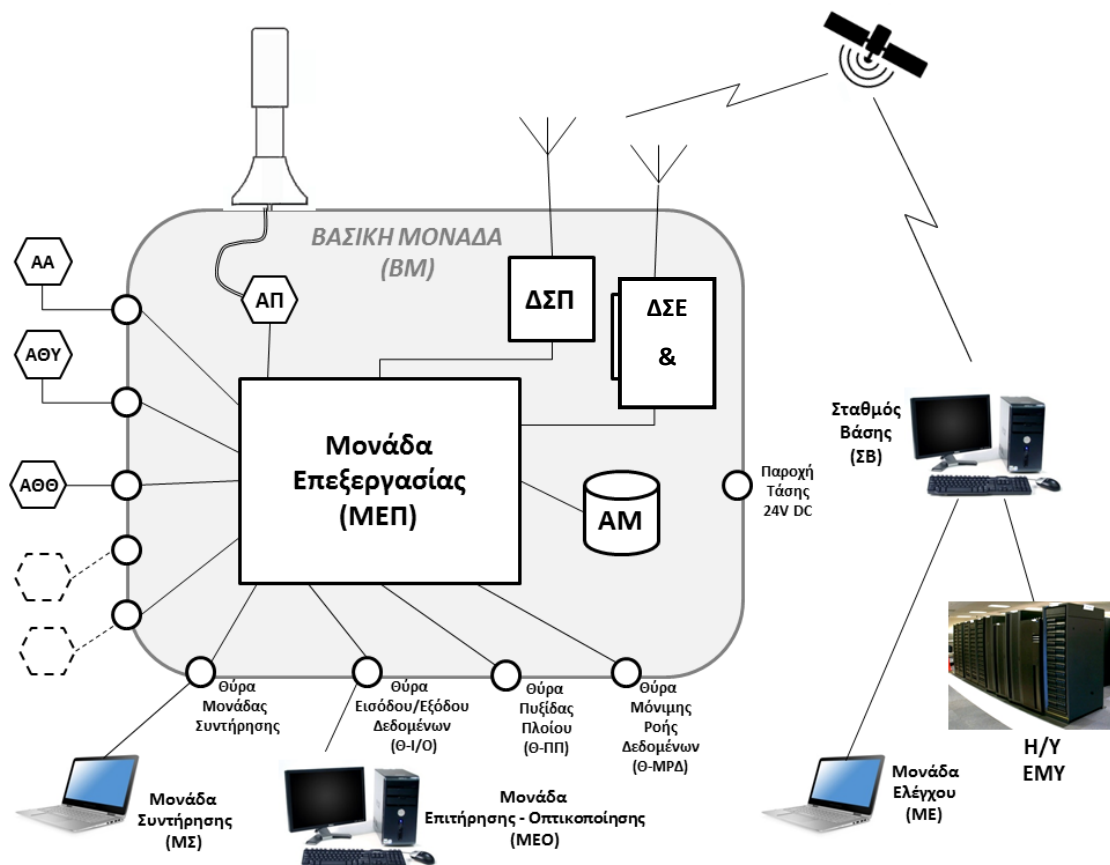 ΒΑΣΙΚΗ ΜΟΝΑΔΑ
(ΒΜ)
ΑΑ
ΑΠ
ΔΣΠ
ΔΣΕ
&
ΑΘΥ
Μονάδα
Επεξεργασίας
(ΜΕΠ)
Σταθμός
Βάσης
(ΣΒ)
ΑΘΘ
ΑΜ
Παροχή
Τάσης
24V DC
Θύρα
Μονάδας
Συντήρησης
Θύρα
Εισόδου/Εξόδου
Δεδομένων
(Θ-Ι/Ο)
Θύρα
Πυξίδας
Πλοίου
(Θ-ΠΠ)
Θύρα
Μόνιμης
Ροής
Δεδομένων
(Θ-ΜΡΔ)
Η/Υ
ΕΜΥ
Μονάδα
Συντήρησης
(ΜΣ)
Μονάδα
Επιτήρησης - Οπτικοποίησης
(ΜΕΟ)
Μονάδα
Ελέγχου
(ΜΕ)